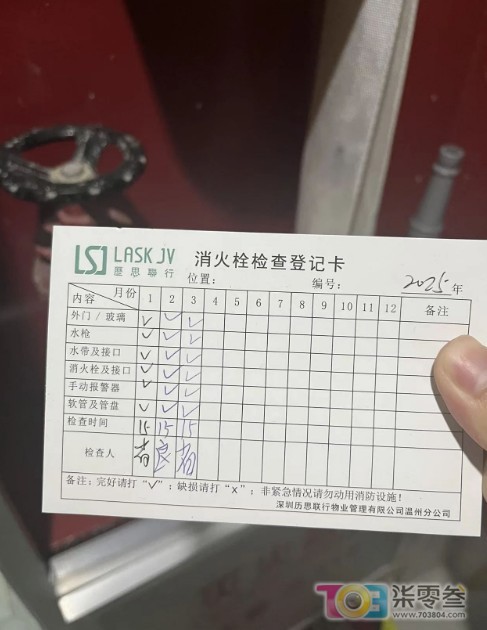 LASK JV
歷思聯行
消火栓检查登记卡
位置： 编号： 2025年
内容 月份 1 2 3 4 5 6 7 8 9 10 11 12 备注
外门 / 玻璃 ✓ ✓ ✓
水枪 ✓ ✓ ✓
水带及接口 ✓ ✓ ✓
消火栓及接口 ✓ ✓ ✓
手动报警器 ✓ ✓ ✓
软管及管盘 ✓ ✓ ✓
检查时间 15 15 15
检查人
备注：完好请打“√”；缺损请打“×”；非紧急情况请勿动用消防设施！
深圳历思联行物业管理有限公司温州分公司
703 柒零叁
www.703804.com